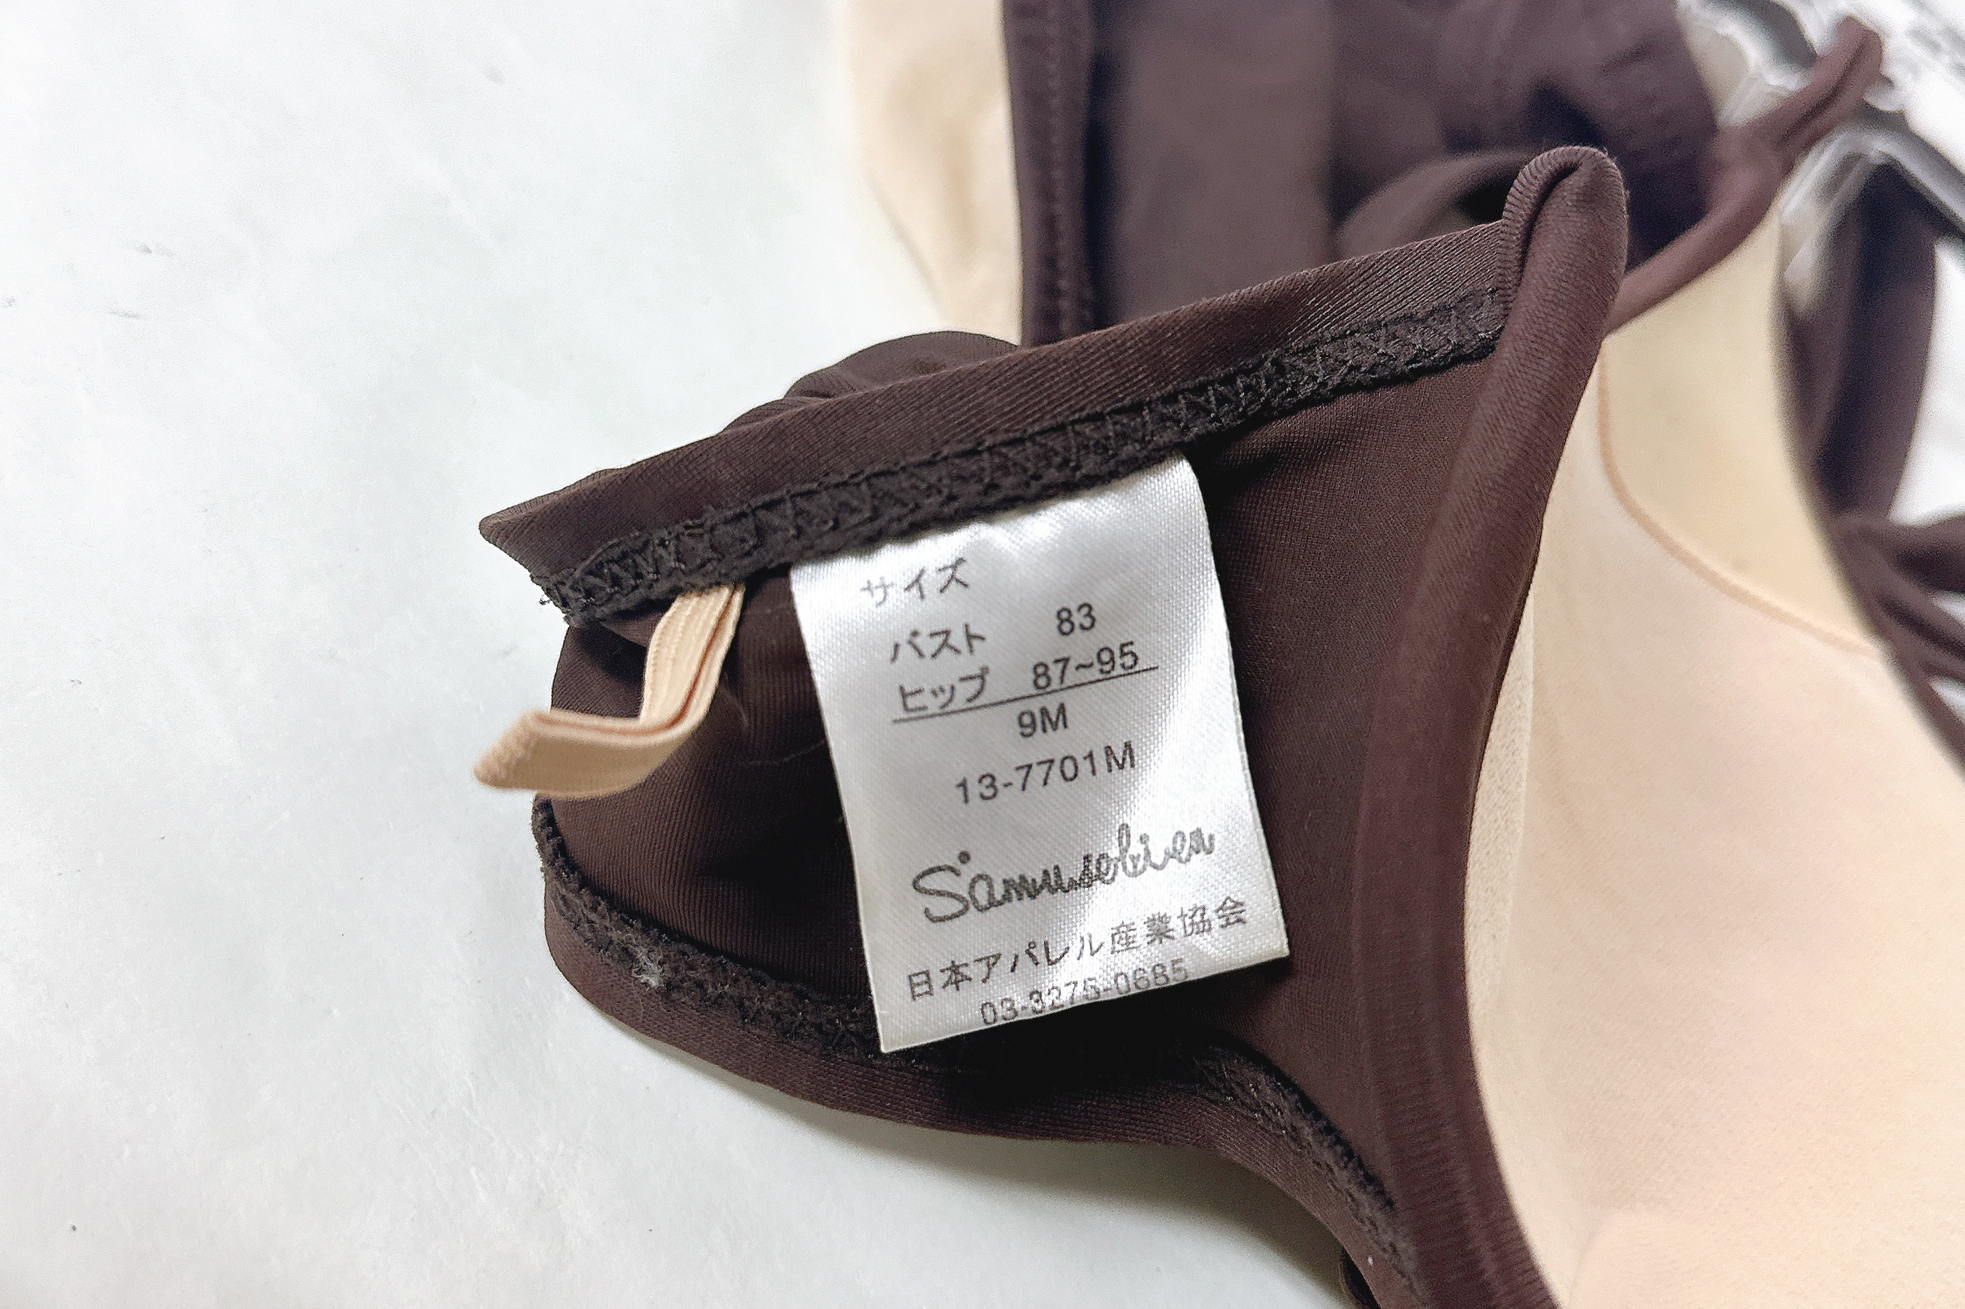 サイズ
バスト 83
ヒップ 87~95
9M
13-7701M
Samusobien
日本アパレル産業協会
03-3275-0685